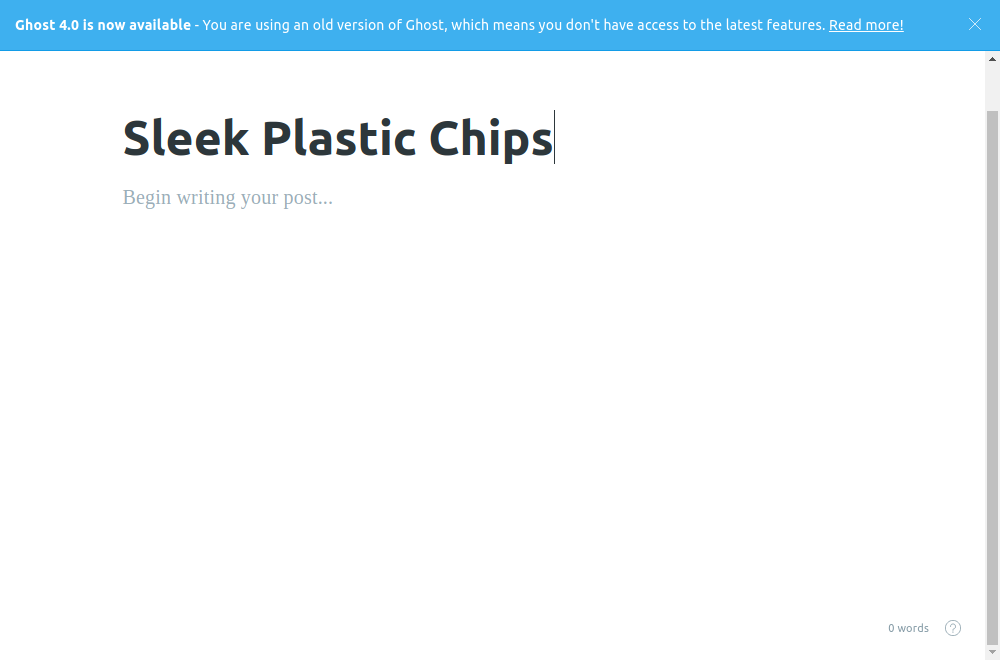 Ghost 4.0 is now available - You are using an old version of Ghost, which means you don't have access to the latest features. Read more!
Sleek Plastic Chips
Begin writing your post...
0 words
?